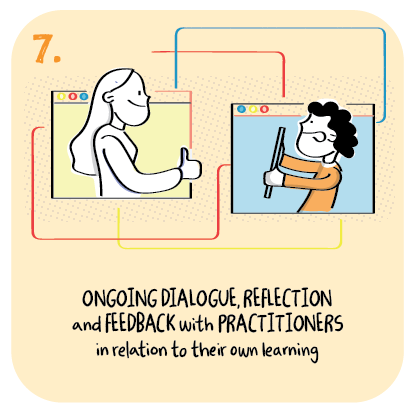 7.
ONGOING DIALOGUE, REFLECTION
and FEEDBACK with PRACTITIONERS
in relation to their own learning